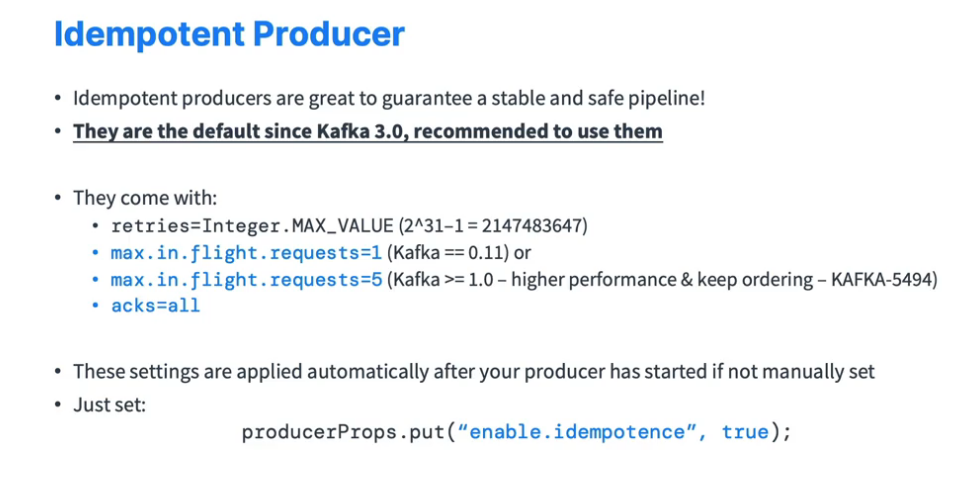 Idempotent Producer
• Idempotent producers are great to guarantee a stable and safe pipeline!
• They are the default since Kafka 3.0, recommended to use them
• They come with:
• retries=Integer.MAX_VALUE (2^31-1 = 2147483647)
• max.in.flight.requests=1 (Kafka == 0.11) or
• max.in.flight.requests=5 (Kafka >= 1.0 – higher performance & keep ordering – KAFKA-5494)
• acks=all
• These settings are applied automatically after your producer has started if not manually set
• Just set:
producerProps.put(“enable.idempotence”, true);